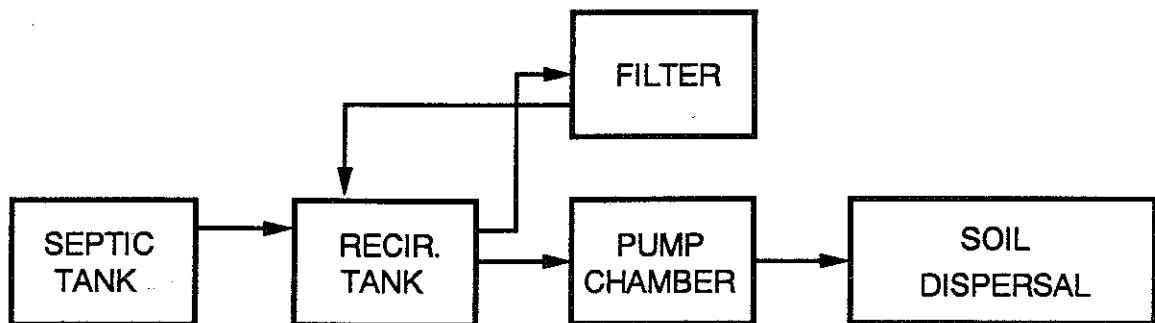 FILTER
SEPTIC
TANK
RECIR.
TANK
PUMP
CHAMBER
SOIL
DISPERSAL